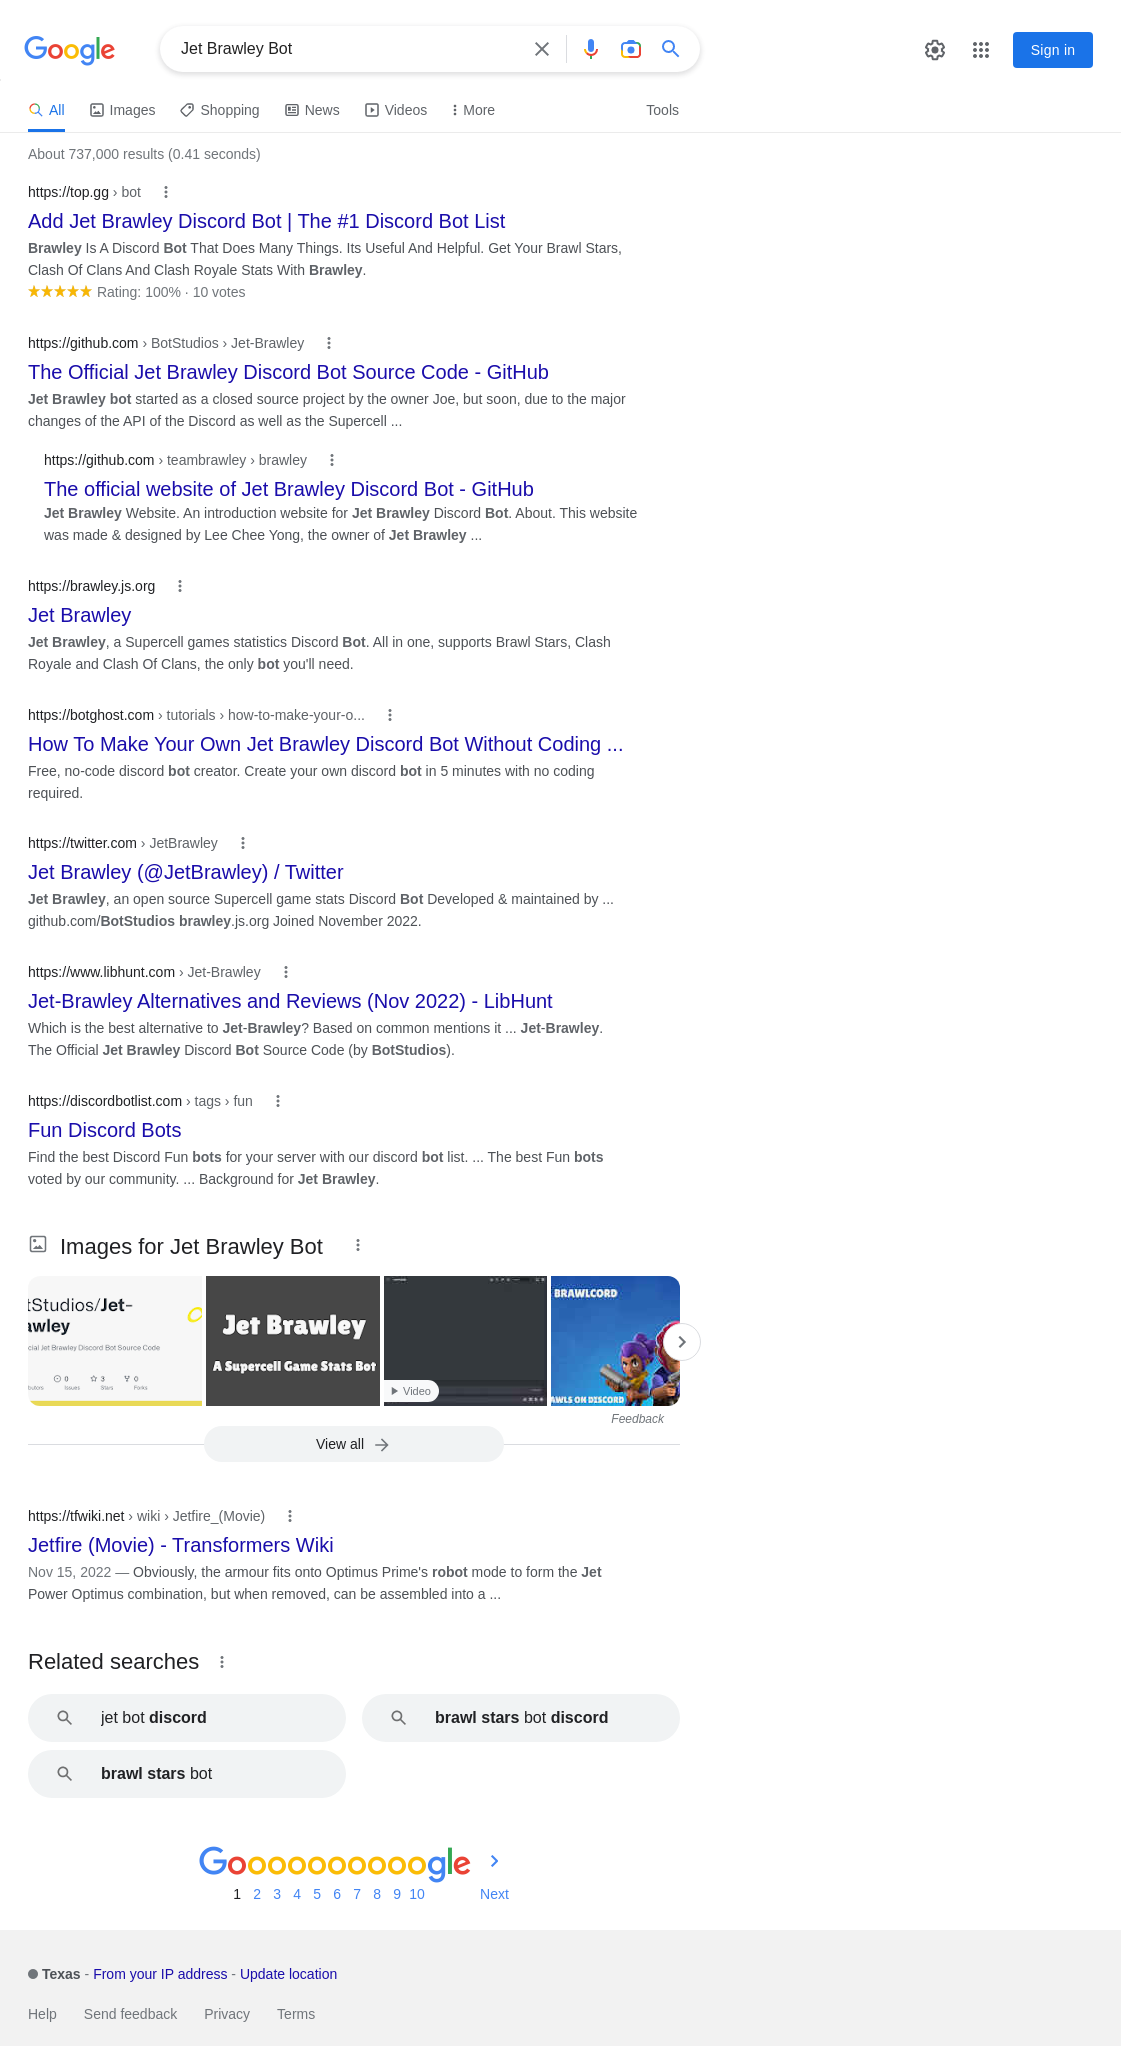 Google
Jet Brawley Bot
Sign in
All
Images
Shopping
News
Videos
More
Tools
About 737,000 results (0.41 seconds)
https://top.gg › bot
Add Jet Brawley Discord Bot | The #1 Discord Bot List
Brawley Is A Discord Bot That Does Many Things. Its Useful And Helpful. Get Your Brawl Stars,
Clash Of Clans And Clash Royale Stats With Brawley.
Rating: 100% · 10 votes
https://github.com › BotStudios › Jet-Brawley
The Official Jet Brawley Discord Bot Source Code - GitHub
Jet Brawley bot started as a closed source project by the owner Joe, but soon, due to the major
changes of the API of the Discord as well as the Supercell ...
https://github.com › teambrawley › brawley
The official website of Jet Brawley Discord Bot - GitHub
Jet Brawley Website. An introduction website for Jet Brawley Discord Bot. About. This website
was made & designed by Lee Chee Yong, the owner of Jet Brawley ...
https://brawley.js.org
Jet Brawley
Jet Brawley, a Supercell games statistics Discord Bot. All in one, supports Brawl Stars, Clash
Royale and Clash Of Clans, the only bot you'll need.
https://botghost.com › tutorials › how-to-make-your-o...
How To Make Your Own Jet Brawley Discord Bot Without Coding ...
Free, no-code discord bot creator. Create your own discord bot in 5 minutes with no coding
required.
https://twitter.com › JetBrawley
Jet Brawley (@JetBrawley) / Twitter
Jet Brawley, an open source Supercell game stats Discord Bot Developed & maintained by ...
github.com/BotStudios brawley.js.org Joined November 2022.
https://www.libhunt.com › Jet-Brawley
Jet-Brawley Alternatives and Reviews (Nov 2022) - LibHunt
Which is the best alternative to Jet-Brawley? Based on common mentions it ... Jet-Brawley.
The Official Jet Brawley Discord Bot Source Code (by BotStudios).
https://discordbotlist.com › tags › fun
Fun Discord Bots
Find the best Discord Fun bots for your server with our discord bot list. ... The best Fun bots
voted by our community. ... Background for Jet Brawley.
Images for Jet Brawley Bot
tStudios/Jet-
awley
cial Jet Brawley Discord Bot Source Code
0 3 0
butors Issues Stars Forks
Jet Brawley
A Supercell Game Stats Bot
Video
BRAWLCORD
AWLS ON DISCORD
Feedback
View all
https://tfwiki.net › wiki › Jetfire_(Movie)
Jetfire (Movie) - Transformers Wiki
Nov 15, 2022 — Obviously, the armour fits onto Optimus Prime's robot mode to form the Jet
Power Optimus combination, but when removed, can be assembled into a ...
Related searches
jet bot discord
brawl stars bot discord
brawl stars bot
Goooooooooogle
1 2 3 4 5 6 7 8 9 10 Next
Texas - From your IP address - Update location
Help Send feedback Privacy Terms